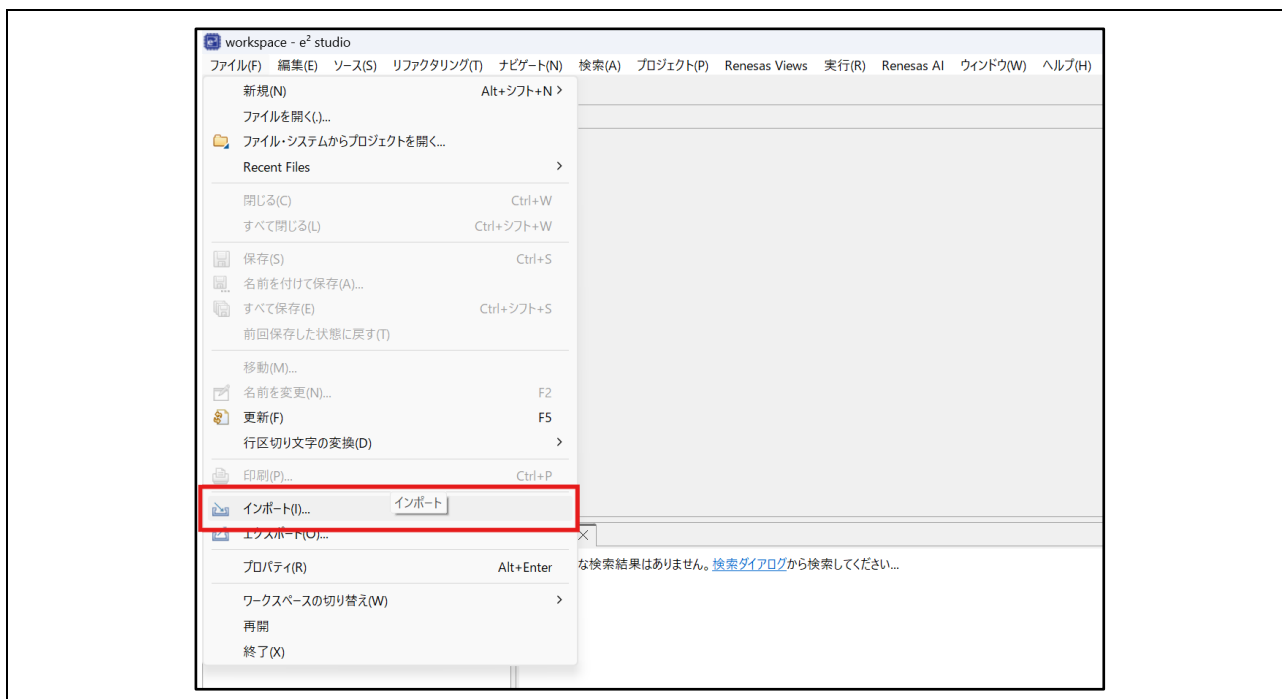 workspace - e² studio
ファイル(F) 編集(E) ソース(S) リファクタリング(T) ナビゲート(N) 検索(A) プロジェクト(P) Renesas Views 実行(R) Renesas AI ウィンドウ(W) ヘルプ(H)
新規(N) Alt+シフト+N >
ファイルを開く(.)...
ファイル・システムからプロジェクトを開く...
Recent Files >
閉じる(C) Ctrl+W
すべて閉じる(L) Ctrl+シフト+W
保存(S) Ctrl+S
名前を付けて保存(A)...
すべて保存(E) Ctrl+シフト+S
前回保存した状態に戻す(T)
移動(M)...
名前を変更(N)... F2
更新(F) F5
行区切り文字の変換(D) >
印刷(P)... Ctrl+P
インポート(I)... インポート
エクスポート(O)...
プロパティ(R) Alt+Enter
な検索結果はありません。検索ダイアログから検索してください...
ワークスペースの切り替え(W) >
再開
終了(X)